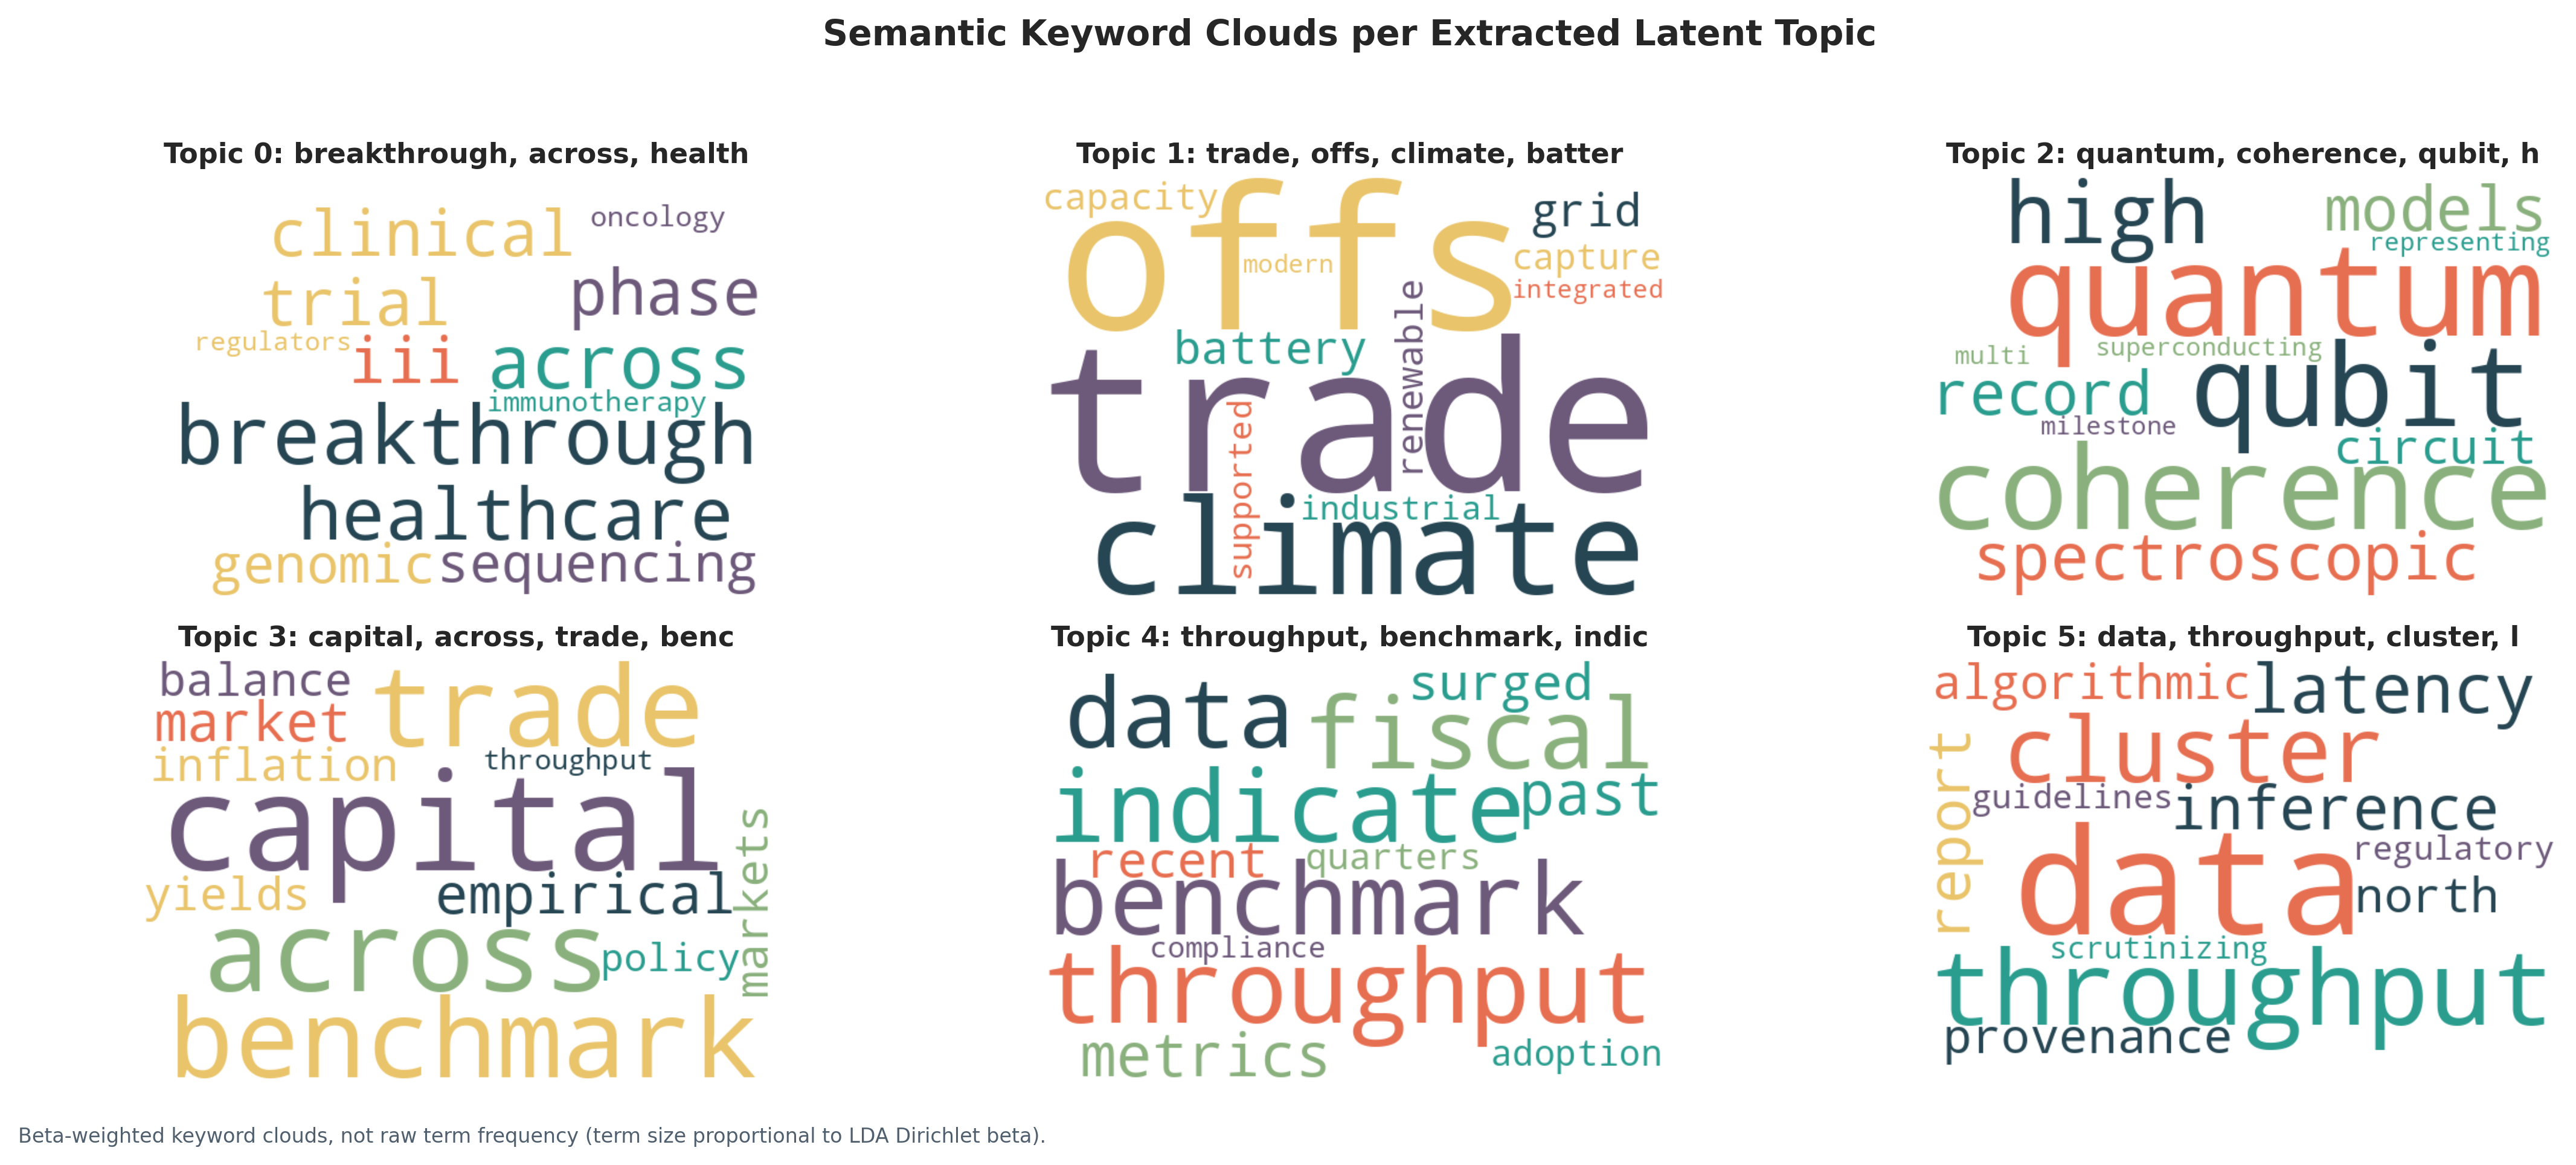 Semantic Keyword Clouds per Extracted Latent Topic
Topic 0: breakthrough, across, health
clinical
oncology
trial
phase
regulators
iii
across
immunotherapy
breakthrough
healthcare
genomic
sequencing
Topic 1: trade, offs, climate, batter
capacity
offs
grid
modern
capture
integrated
renewable
battery
trade
supported
industrial
climate
Topic 2: quantum, coherence, qubit, h
high
models
representing
quantum
multi
superconducting
record
qubit
milestone
circuit
coherence
spectroscopic
Topic 3: capital, across, trade, benc
balance
trade
market
inflation
throughput
capital
markets
yields
empirical
across
policy
benchmark
Topic 4: throughput, benchmark, indic
data
surged
fiscal
indicate
past
recent
quarters
benchmark
compliance
throughput
metrics
adoption
Topic 5: data, throughput, cluster, l
algorithmic
latency
cluster
report
guidelines
inference
data
regulatory
north
scrutinizing
throughput
provenance
Beta-weighted keyword clouds, not raw term frequency (term size proportional to LDA Dirichlet beta).